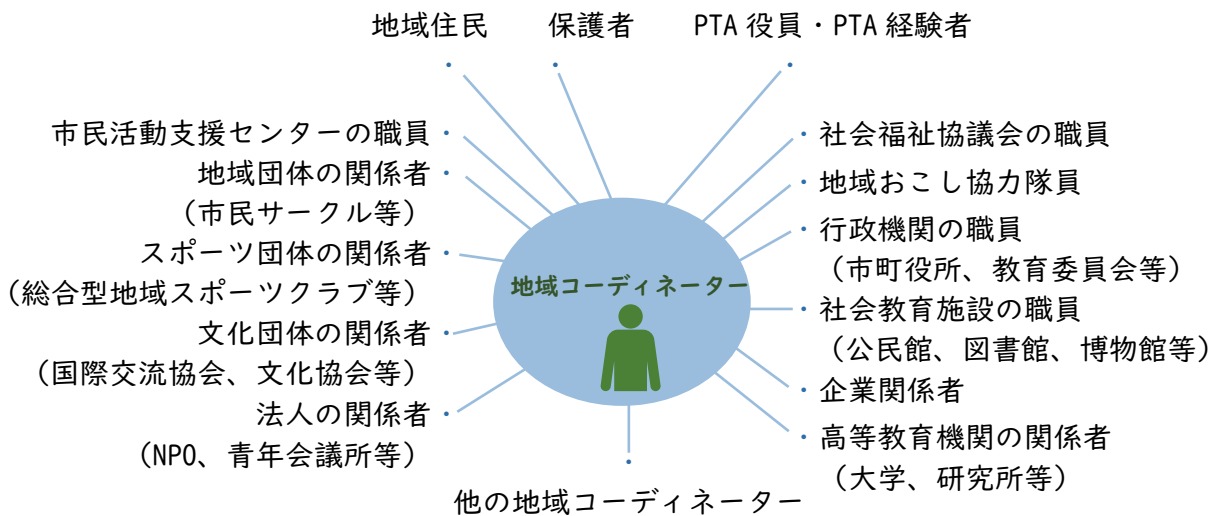 地域住民
保護者
PTA 役員・PTA 経験者
市民活動支援センターの職員
地域団体の関係者
（市民サークル等）
スポーツ団体の関係者
（総合型地域スポーツクラブ等）
文化団体の関係者
（国際交流協会、文化協会等）
法人の関係者
（NPO、青年会議所等）
地域コーディネーター
社会福祉協議会の職員
地域おこし協力隊員
行政機関の職員
（市町役所、教育委員会等）
社会教育施設の職員
（公民館、図書館、博物館等）
企業関係者
高等教育機関の関係者
（大学、研究所等）
他の地域コーディネーター